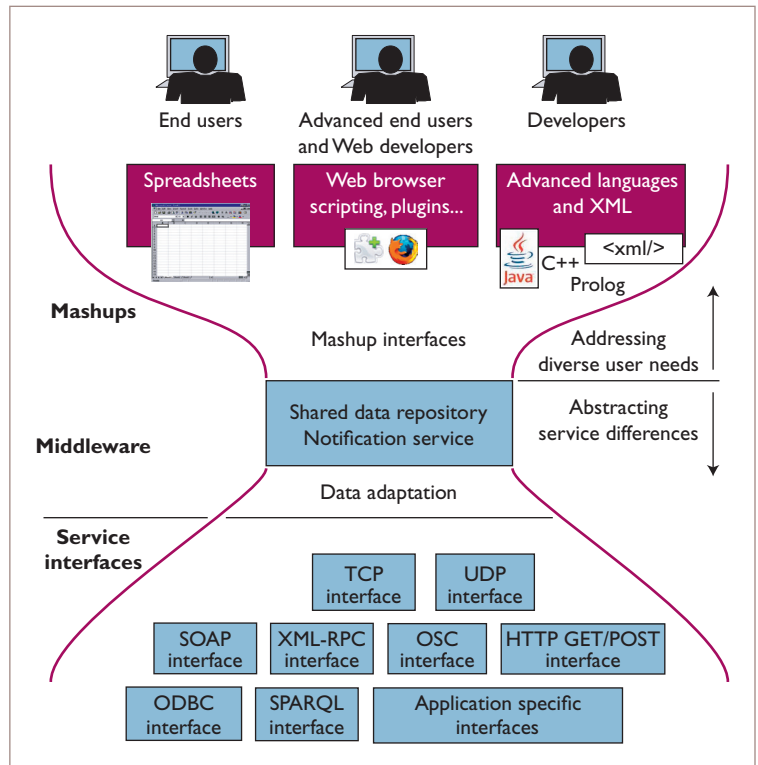 End users
Advanced end users
and Web developers
Developers
Spreadsheets
Web browser
scripting, plugins...
Advanced languages
and XML
Java
C++
<xml/>
Prolog
Mashups
Mashup interfaces
Addressing
diverse user needs
Shared data repository
Notification service
Abstracting
service differences
Middleware
Data adaptation
Service
interfaces
TCP
interface
UDP
interface
SOAP
interface
XML-RPC
interface
OSC
interface
HTTP GET/POST
interface
ODBC
interface
SPARQL
interface
Application specific
interfaces